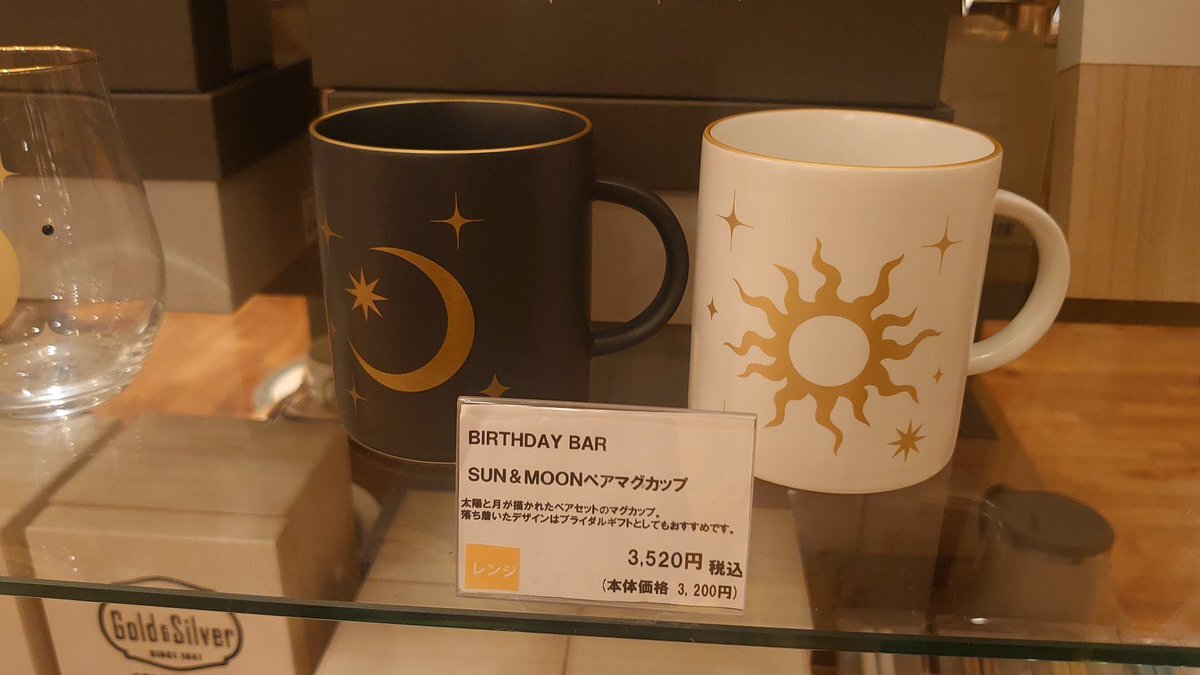 BIRTHDAY BAR
SUN&MOONペアマグカップ
太陽と月が描かれたペアセットのマグカップ。
落ち着いたデザインはブライダルギフトとしてもおすすめです。
レンジ
3,520円 税込
(本体価格 3,200円)
Gold&Silver
SINCE 1841